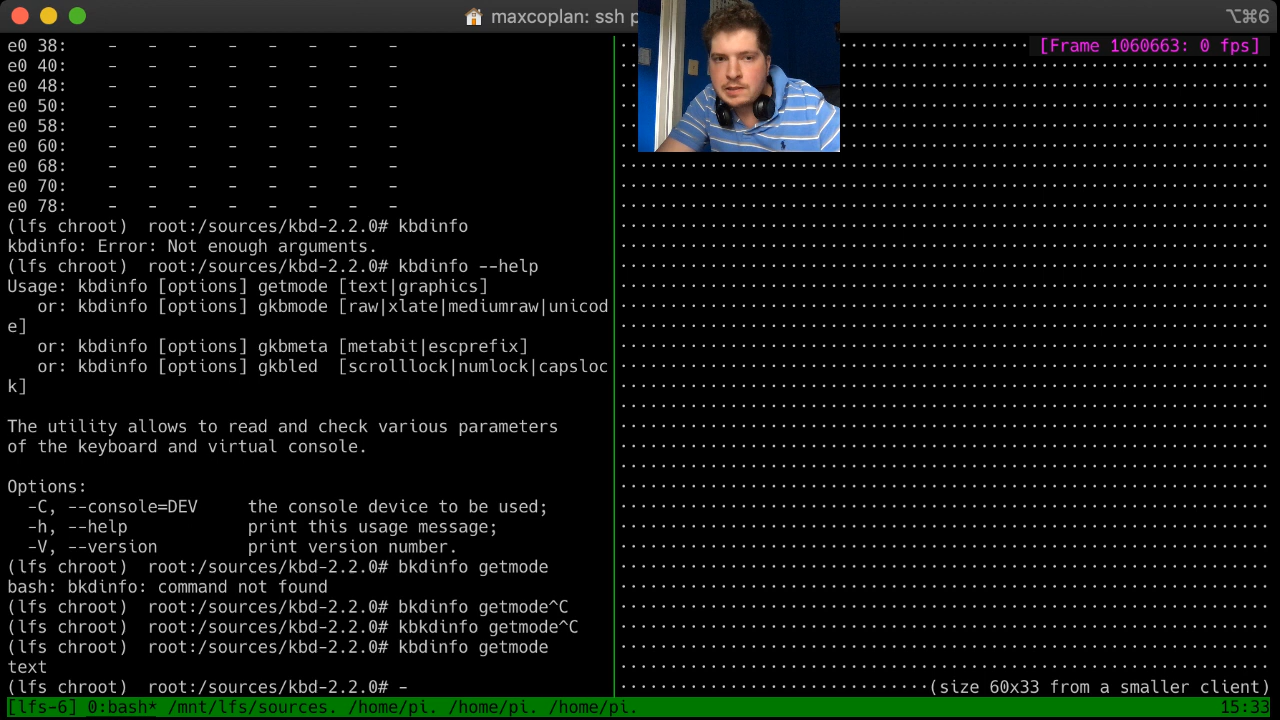 maxcoplan: ssh p
⌥⌘6
[Frame 1060663: 0 fps]
e0 38: - - - - - - - -
e0 40: - - - - - - - -
e0 48: - - - - - - - -
e0 50: - - - - - - - -
e0 58: - - - - - - - -
e0 60: - - - - - - - -
e0 68: - - - - - - - -
e0 70: - - - - - - - -
e0 78: - - - - - - - -
(lfs chroot) root:/sources/kbd-2.2.0# kbdinfo
kbdinfo: Error: Not enough arguments.
(lfs chroot) root:/sources/kbd-2.2.0# kbdinfo --help
Usage: kbdinfo [options] getmode [text|graphics]
or: kbdinfo [options] gkbmode [raw|xlate|mediumraw|unicod
e]
or: kbdinfo [options] gkbmeta [metabit|escprefix]
or: kbdinfo [options] gkbled [scrolllock|numlock|capsloc
k]
The utility allows to read and check various parameters
of the keyboard and virtual console.
Options:
-C, --console=DEV the console device to be used;
-h, --help print this usage message;
-V, --version print version number.
(lfs chroot) root:/sources/kbd-2.2.0# bkdinfo getmode
bash: bkdinfo: command not found
(lfs chroot) root:/sources/kbd-2.2.0# bkdinfo getmode^C
(lfs chroot) root:/sources/kbd-2.2.0# kbkdinfo getmode^C
(lfs chroot) root:/sources/kbd-2.2.0# kbdinfo getmode
text
(lfs chroot) root:/sources/kbd-2.2.0# -
(size 60x33 from a smaller client)
[lfs-6] 0:bash* /mnt/lfs/sources. /home/pi. /home/pi. /home/pi.
15:33